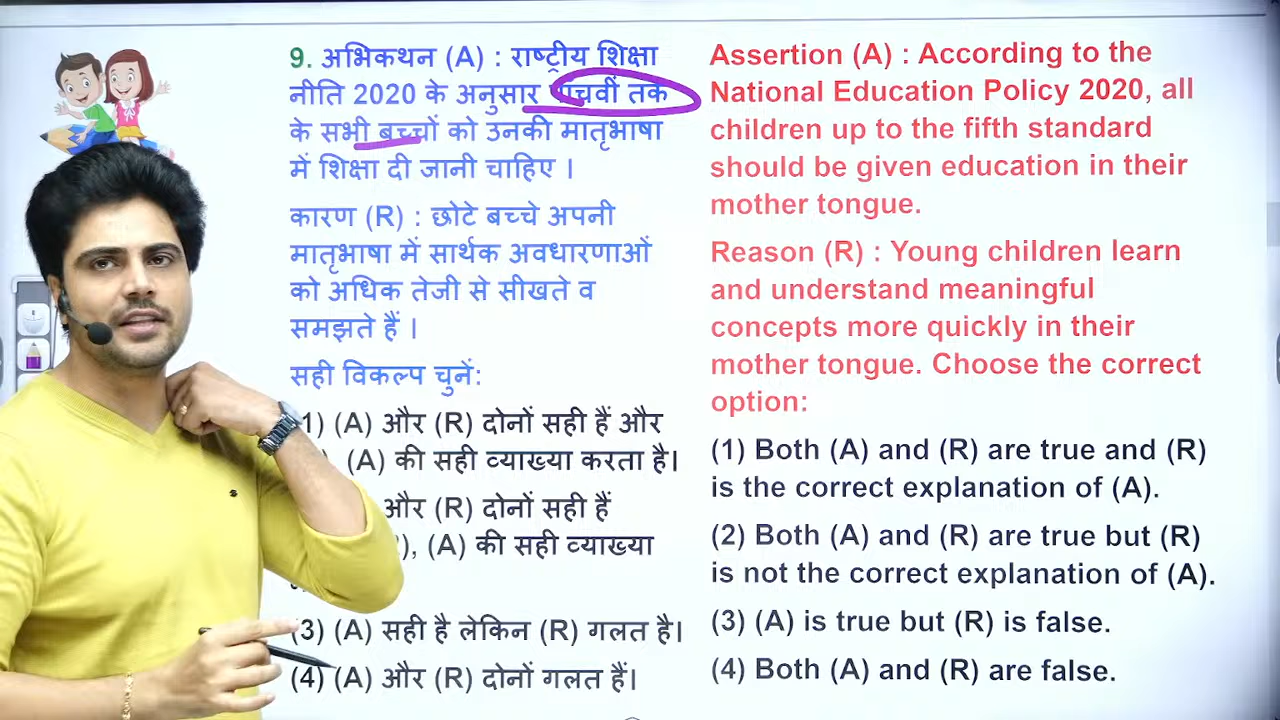 9. अभिकथन (A) : राष्ट्रीय शिक्षा
नीति 2020 के अनुसार तक
के सभी बच्चों को उनकी मातृभाषा
में शिक्षा दी जानी चाहिए ।
कारण (R) : छोटे बच्चे अपनी
मातृभाषा में सार्थक अवधारणाओं
को अधिक तेजी से सीखते व
समझते हैं ।
सही विकल्प चुनें:
1) (A) और (R) दोनों सही हैं और
, (A) की सही व्याख्या करता है।
और (R) दोनों सही हैं
), (A) की सही व्याख्या
(3) (A) सही है लेकिन (R) गलत है।
(4) (A) और (R) दोनों गलत हैं।
Assertion (A) : According to the
National Education Policy 2020, all
children up to the fifth standard
should be given education in their
mother tongue.
Reason (R) : Young children learn
and understand meaningful
concepts more quickly in their
mother tongue. Choose the correct
option:
(1) Both (A) and (R) are true and (R)
is the correct explanation of (A).
(2) Both (A) and (R) are true but (R)
is not the correct explanation of (A).
(3) (A) is true but (R) is false.
(4) Both (A) and (R) are false.